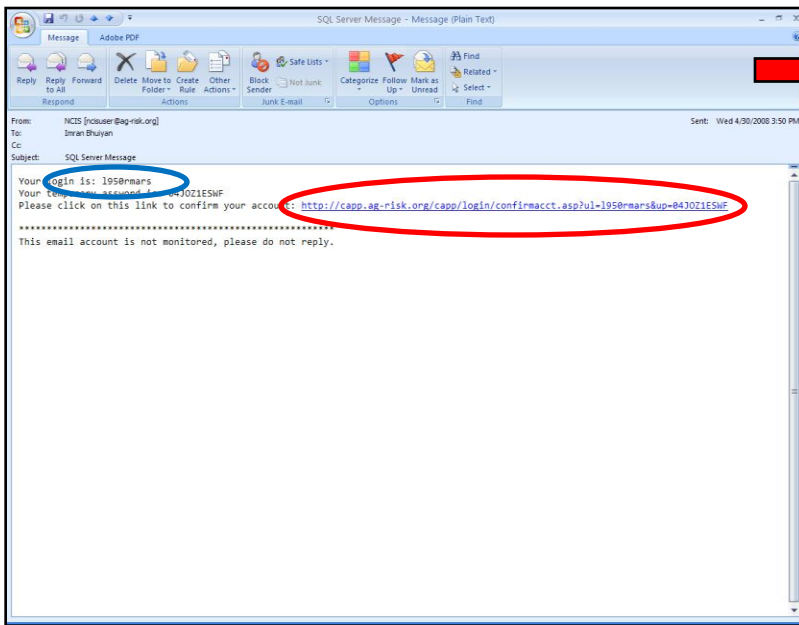 SQL Server Message - Message (Plain Text)
Message Adobe PDF
Reply Reply to All Forward Delete Move to Folder Create Rule Other Actions Block Sender Safe Lists Not Junk Categorize Follow Up Mark as Unread Find Related Select
Respond Actions Junk E-mail Options Find
From: NCIS [ncisuser@ag-risk.org] Sent: Wed 4/30/2008 3:50 PM
To: Imran Bhuiyan
Cc:
Subject: SQL Server Message
Your login is: l950rmars
Your temporary assword is: 04JOZ1ESWF
Please click on this link to confirm your account: http://capp.ag-risk.org/capp/login/confirmacct.asp?ul=l950rmars&up=04JOZ1ESWF
************************************************************
This email account is not monitored, please do not reply.